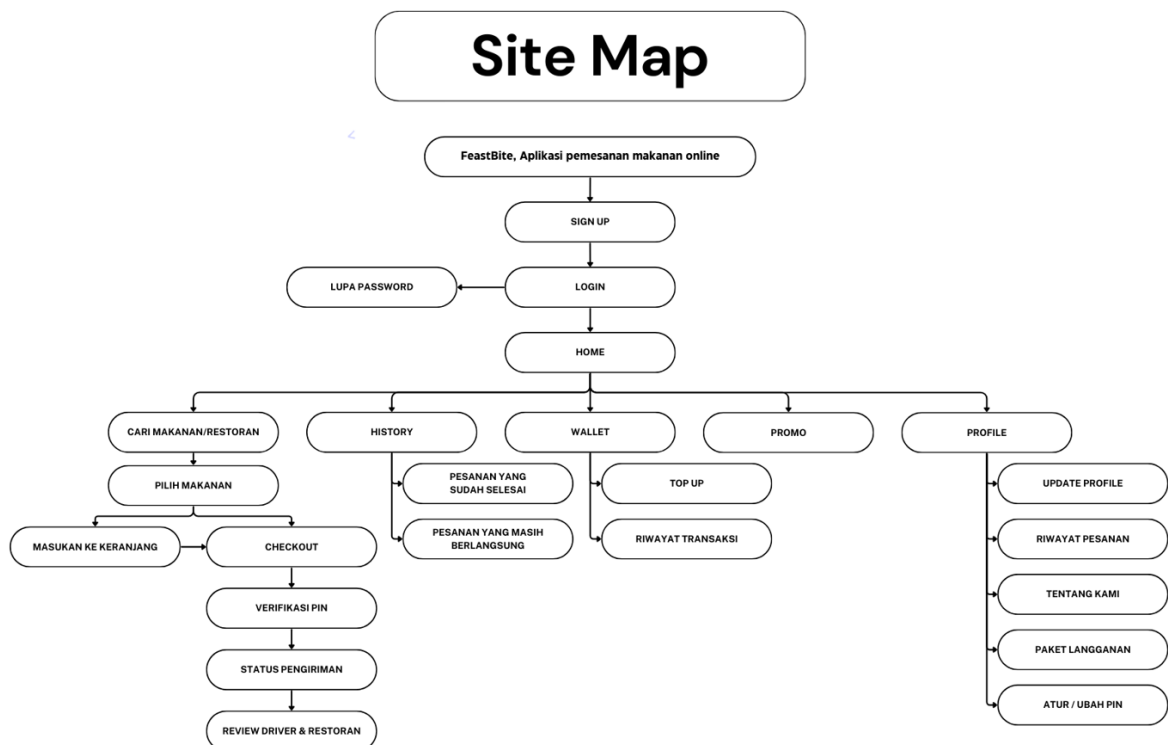 Site Map
FeastBite, Aplikasi pemesanan makanan online
SIGN UP
LUPA PASSWORD
LOGIN
HOME
CARI MAKANAN/RESTORAN
HISTORY
WALLET
PROMO
PROFILE
PILIH MAKANAN
PESANAN YANG
SUDAH SELESAI
TOP UP
UPDATE PROFILE
MASUKAN KE KERANJANG
CHECKOUT
PESANAN YANG MASIH
BERLANGSUNG
RIWAYAT TRANSAKSI
RIWAYAT PESANAN
VERIFIKASI PIN
TENTANG KAMI
STATUS PENGIRIMAN
PAKET LANGGANAN
REVIEW DRIVER & RESTORAN
ATUR / UBAH PIN